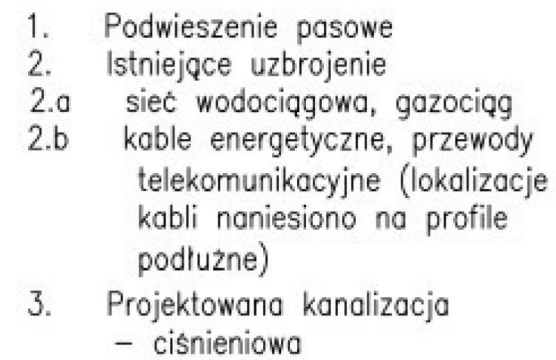 1. Podwieszenie pasowe
2. Istniejące uzbrojenie
2.a sieć wodociągowa, gazociąg
2.b kable energetyczne, przewody
telekomunikacyjne (lokalizacje
kabli naniesiono na profile
podłużne)
3. Projektowana kanalizacja
– ciśnieniowa